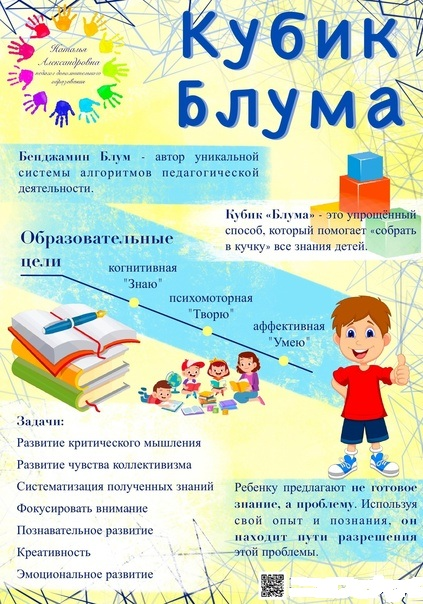 Наталья
Александровна
педагог дополнительного
образования
Кубик
Блума
Бенджамин Блум - автор уникальной
системы алгоритмов педагогической
деятельности.
Кубик «Блума» - это упрощённый
способ, который помогает «собрать
в кучку» все знания детей.
Образовательные
цели
когнитивная
"Знаю"
психомоторная
"Творю"
аффективная
"Умею"
Задачи:
Развитие критического мышления
Развитие чувства коллективизма
Систематизация полученных знаний
Фокусировать внимание
Познавательное развитие
Креативность
Эмоциональное развитие
Ребенку предлагают не готовое
знание, а проблему. Используя
свой опыт и познания, он
находит пути разрешения
этой проблемы.